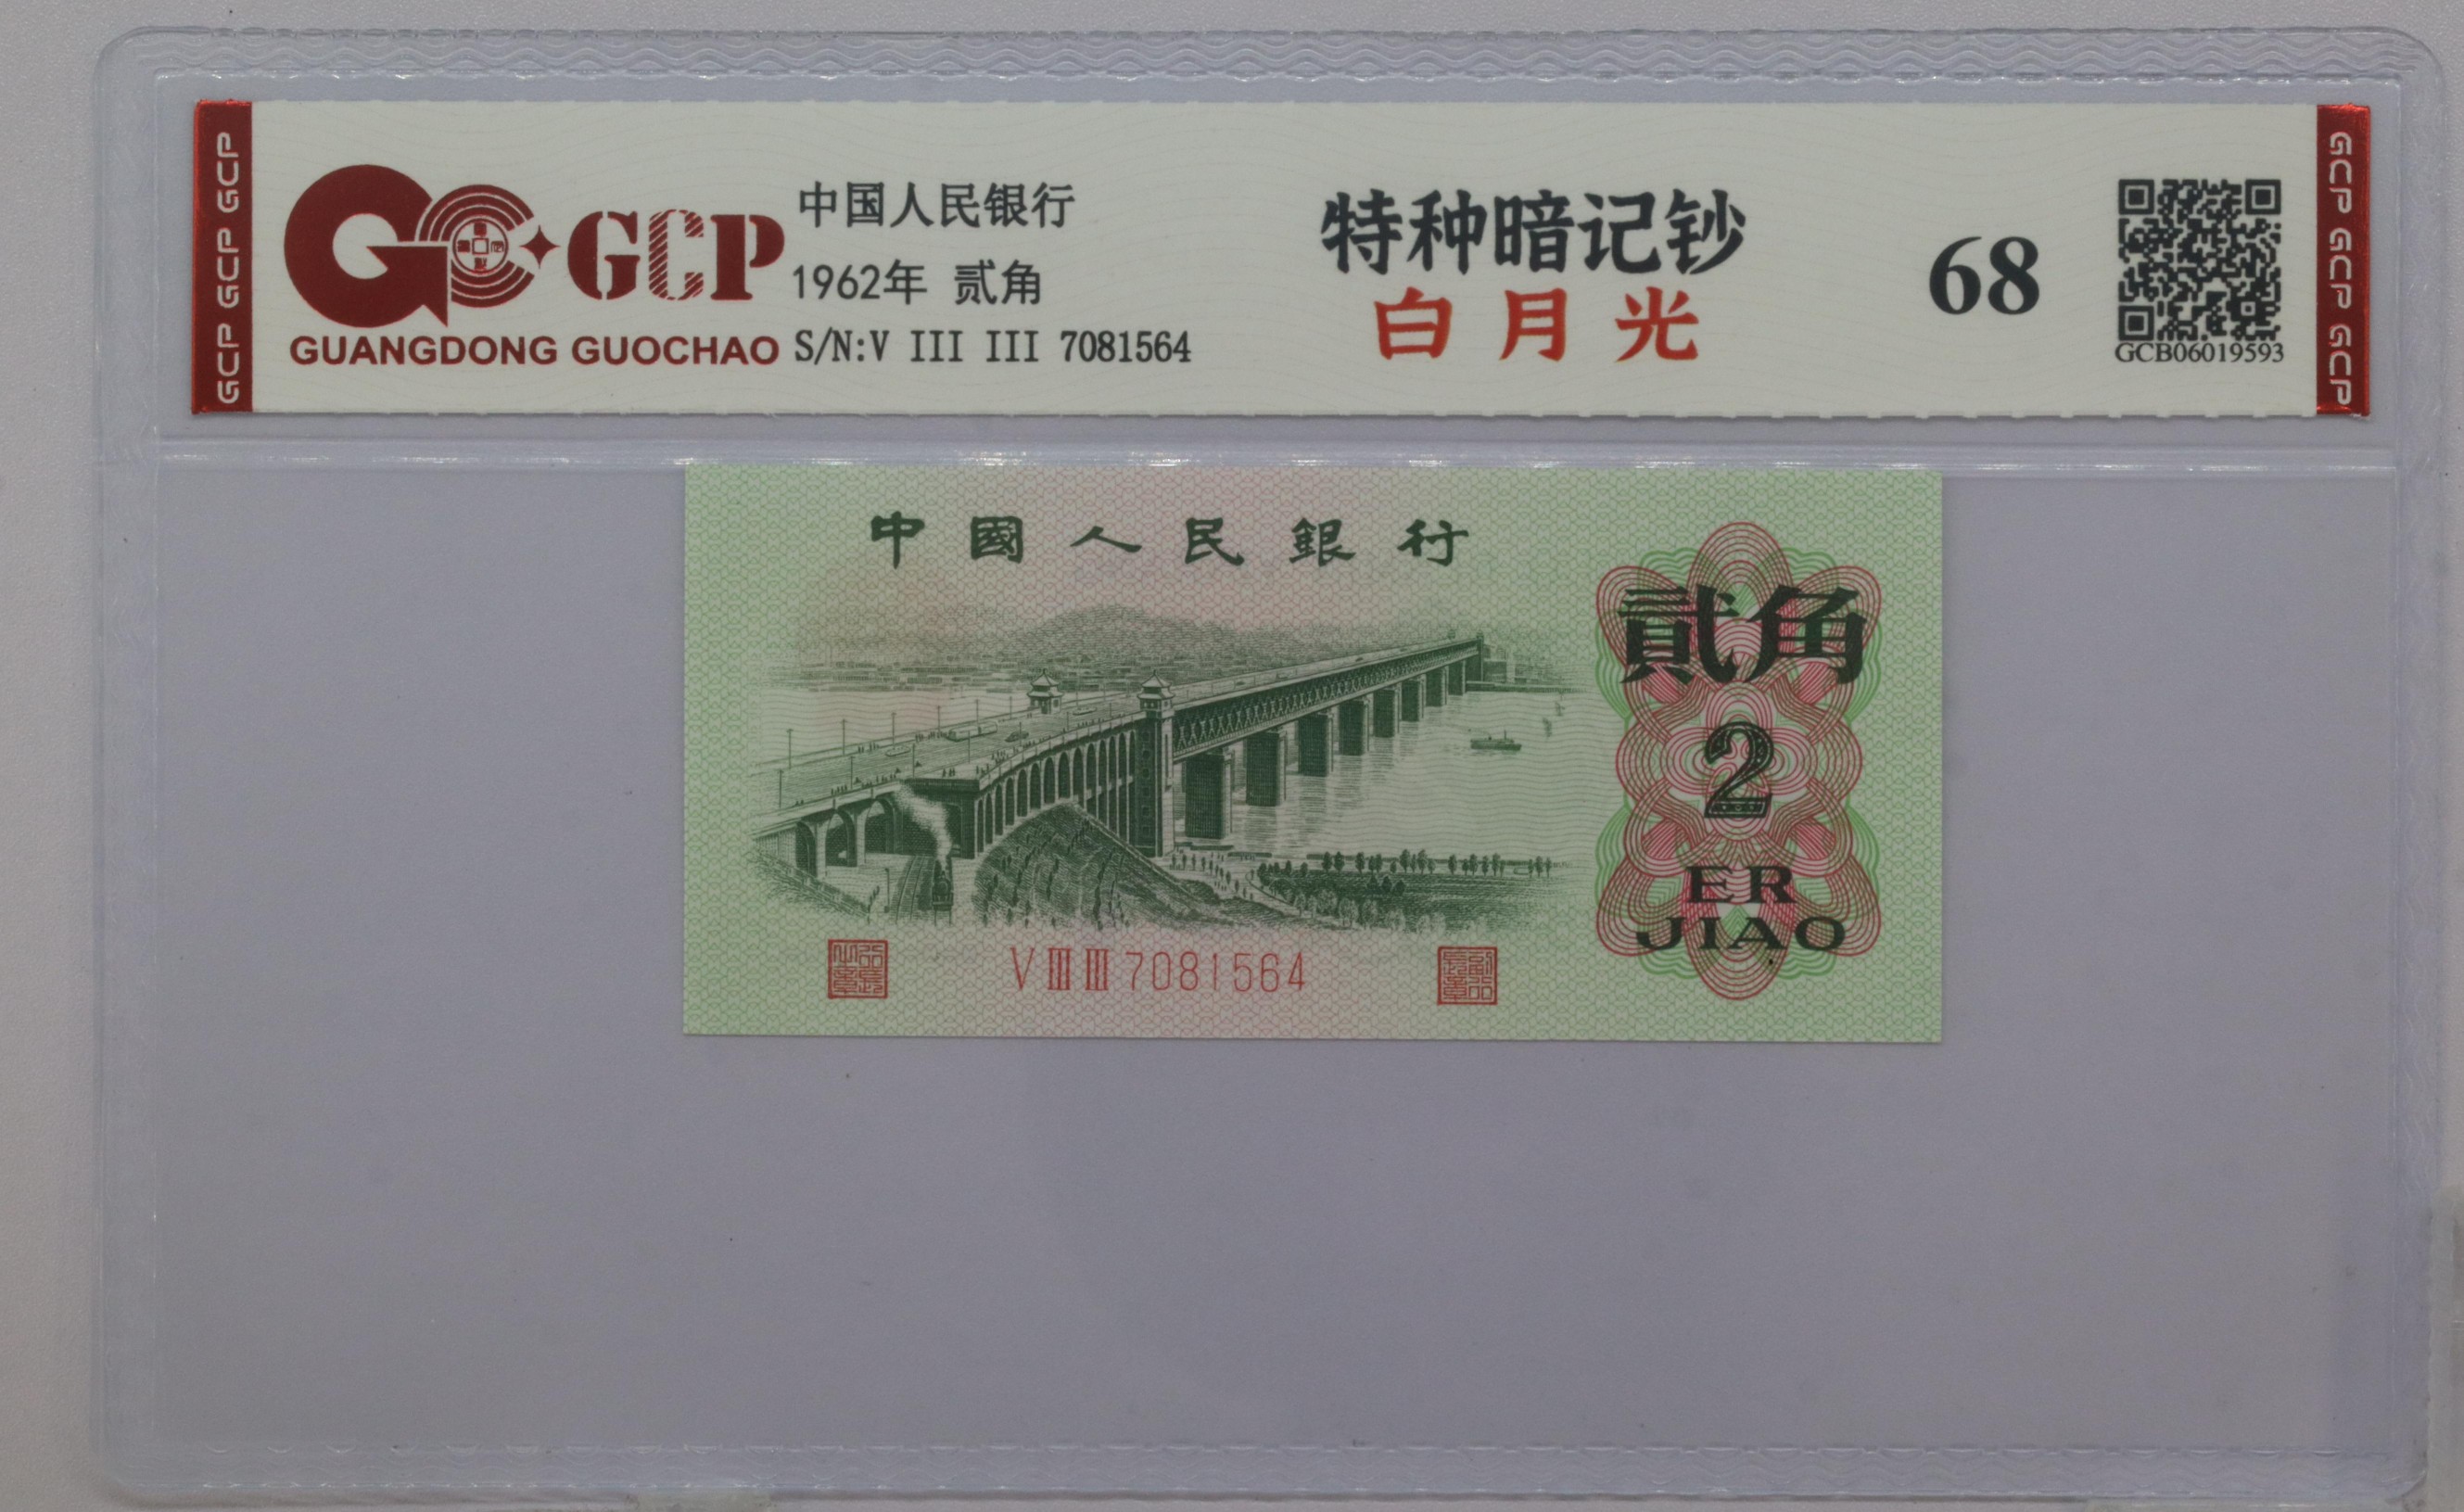 GCP GCP GCP
GCP
GUANGDONG GUOCHAO
中国人民银行
1962年 贰角
S/N:V III III 7081564
特种暗记钞
白月光
68
GCB06019593
GCP GCP GCP
中國人民銀行
貳角
2
ER
JIAO
V III III 7081564